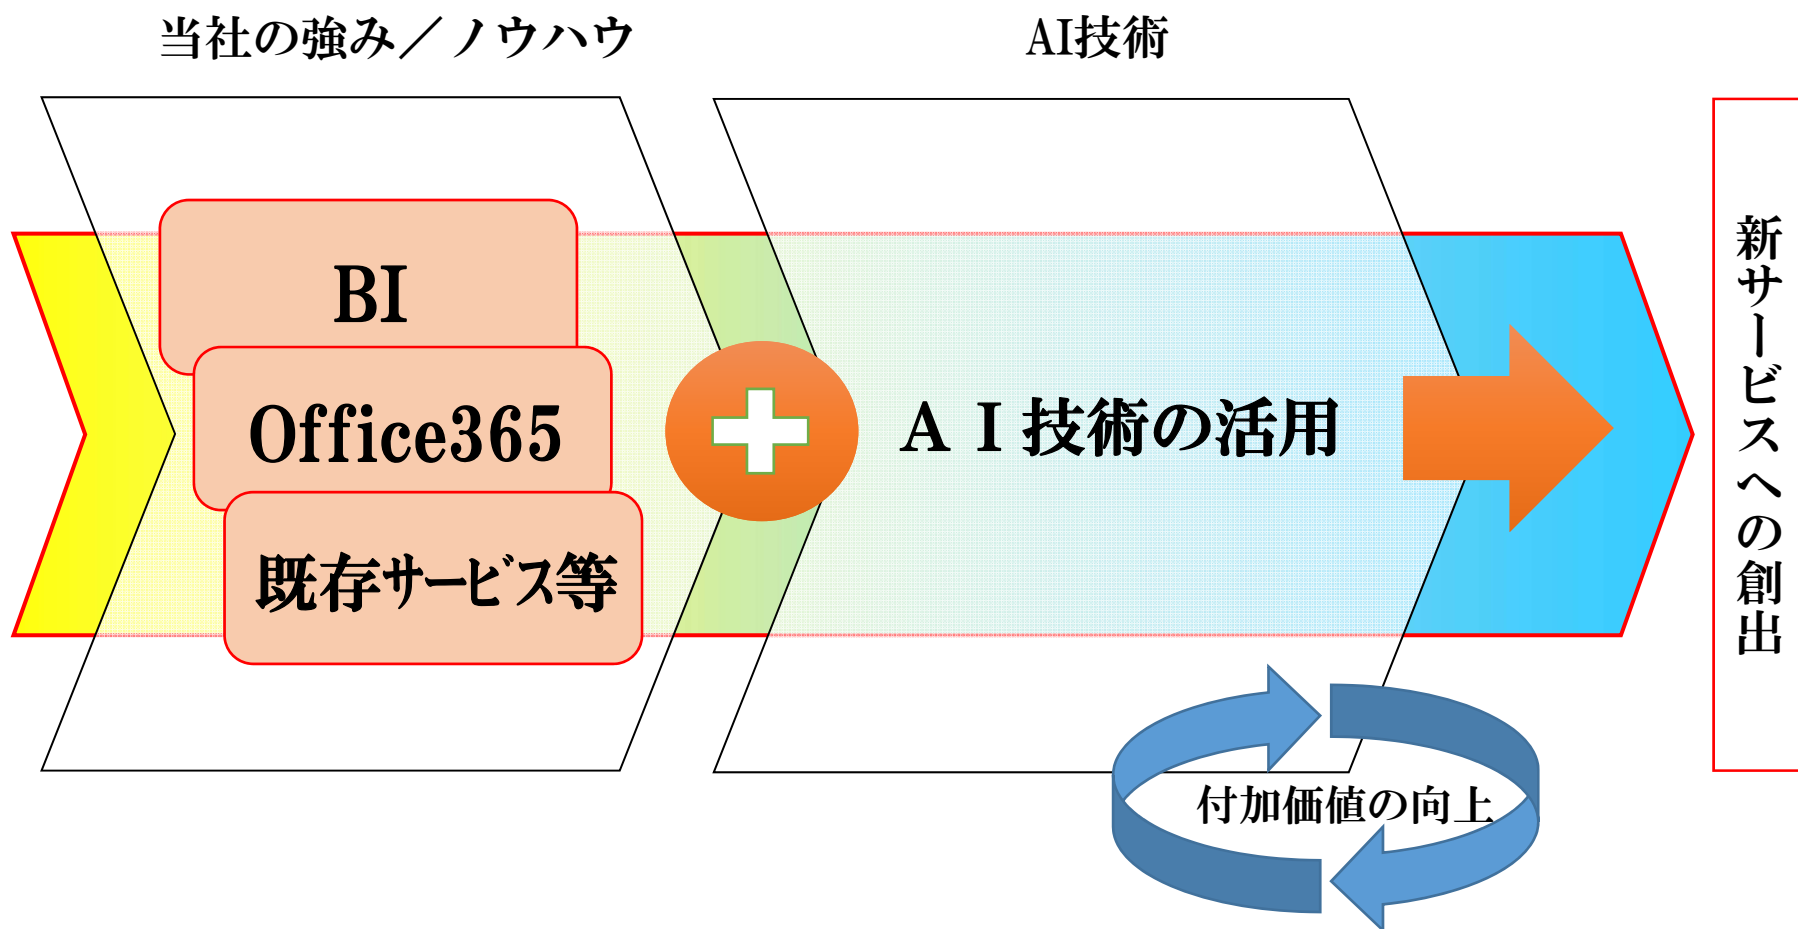 当社の強み／ノウハウ
AI技術
BI
Office365
既存サービス等
ＡＩ技術の活用
新サービスへの創出
付加価値の向上